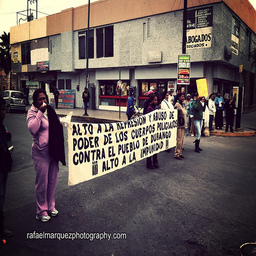 ABOGADOS
ALTO A LA REPRESION Y ABUSO DE
PODER DE LOS CUERPOS POLICIACOS
CONTRA EL PUEBLO DE DURANGO
¡¡¡ ALTO A LA IMPUNIDAD !!!
rafaelmarquezphotography.com